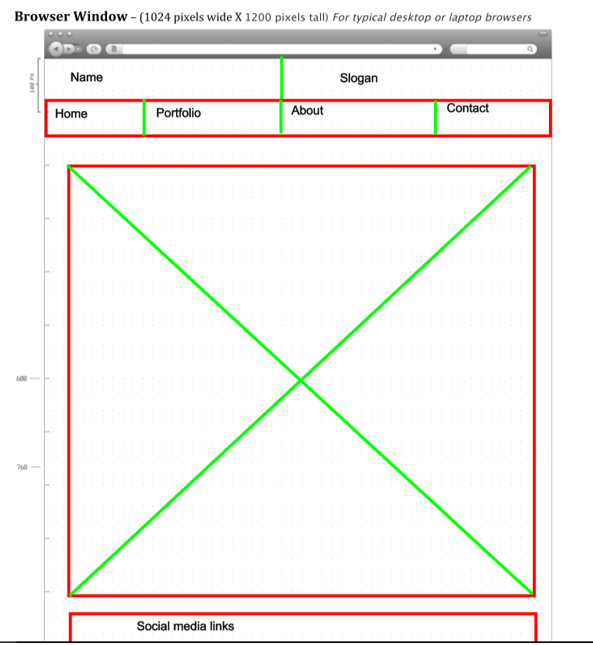 Browser Window – (1024 pixels wide X 1200 pixels tall) For typical desktop or laptop browsers
100 PX
Name Slogan
Home Portfolio About Contact
600
760
Social media links